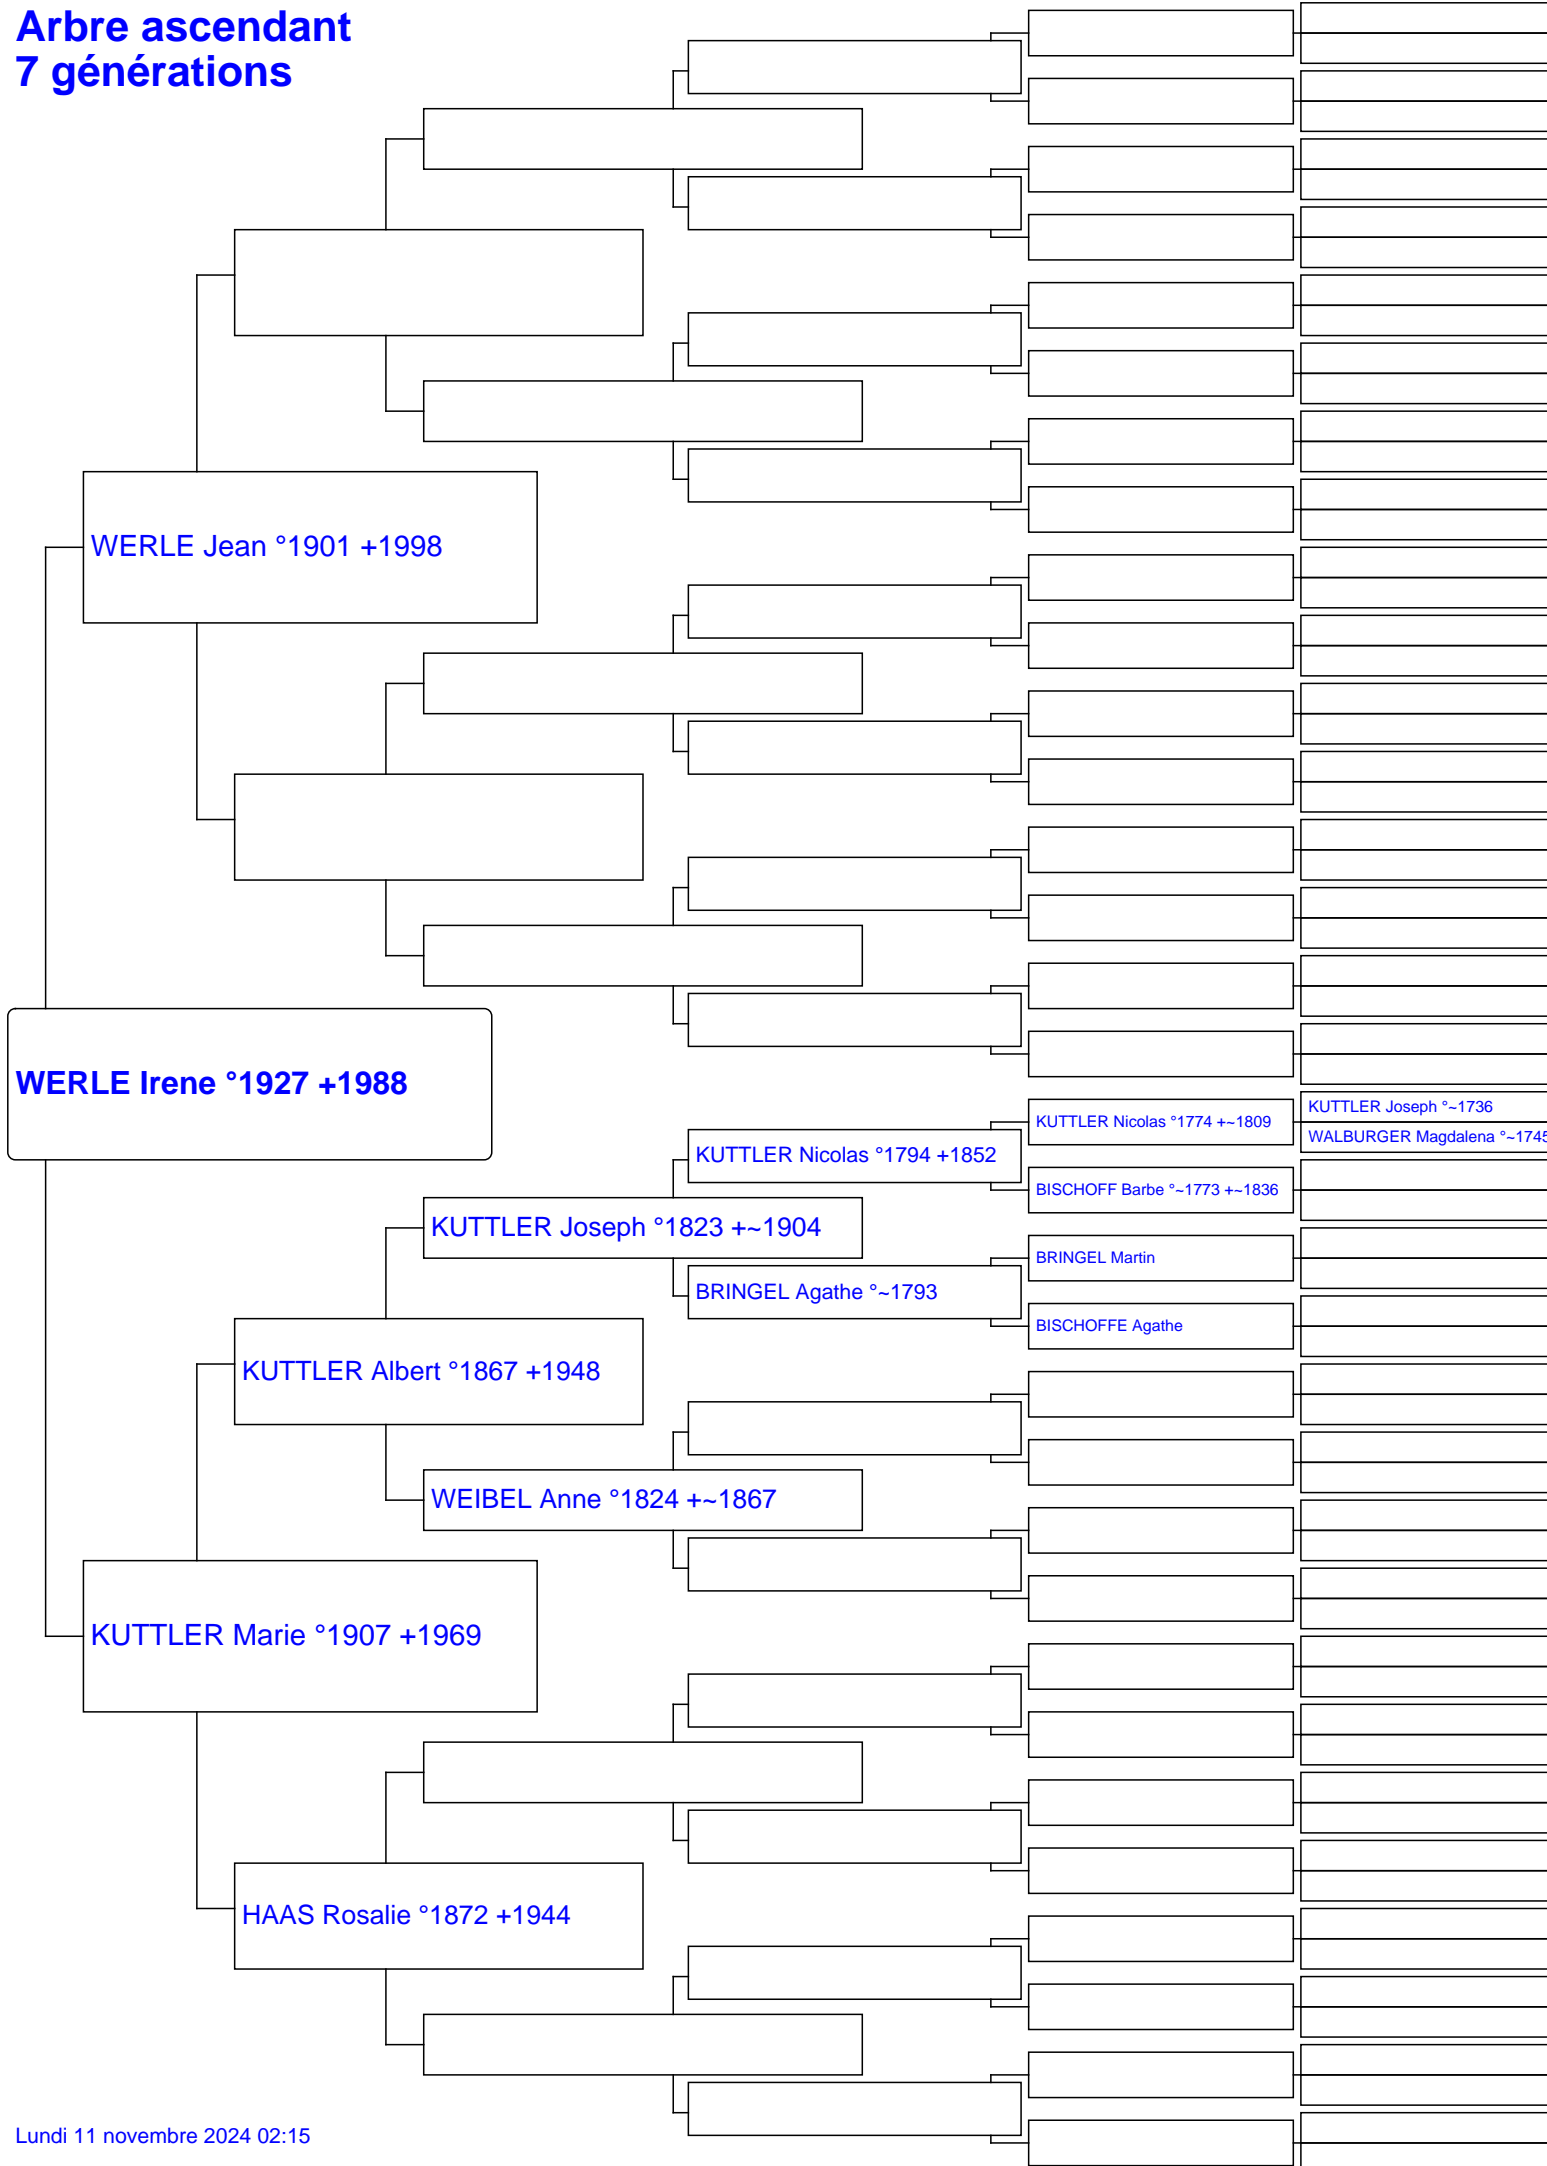 Arbre ascendant
7 générations
WERLE Jean °1901 +1998
WERLE Irene °1927 +1988
KUTTLER Joseph °~1736
KUTTLER Nicolas °1774 +~1809
WALBURGER Magdalena °~1745
KUTTLER Nicolas °1794 +1852
BISCHOFF Barbe °~1773 +~1836
KUTTLER Joseph °1823 +~1904
BRINGEL Martin
BRINGEL Agathe °~1793
BISCHOFFE Agathe
KUTTLER Albert °1867 +1948
WEIBEL Anne °1824 +~1867
KUTTLER Marie °1907 +1969
HAAS Rosalie °1872 +1944
Lundi 11 novembre 2024 02:15